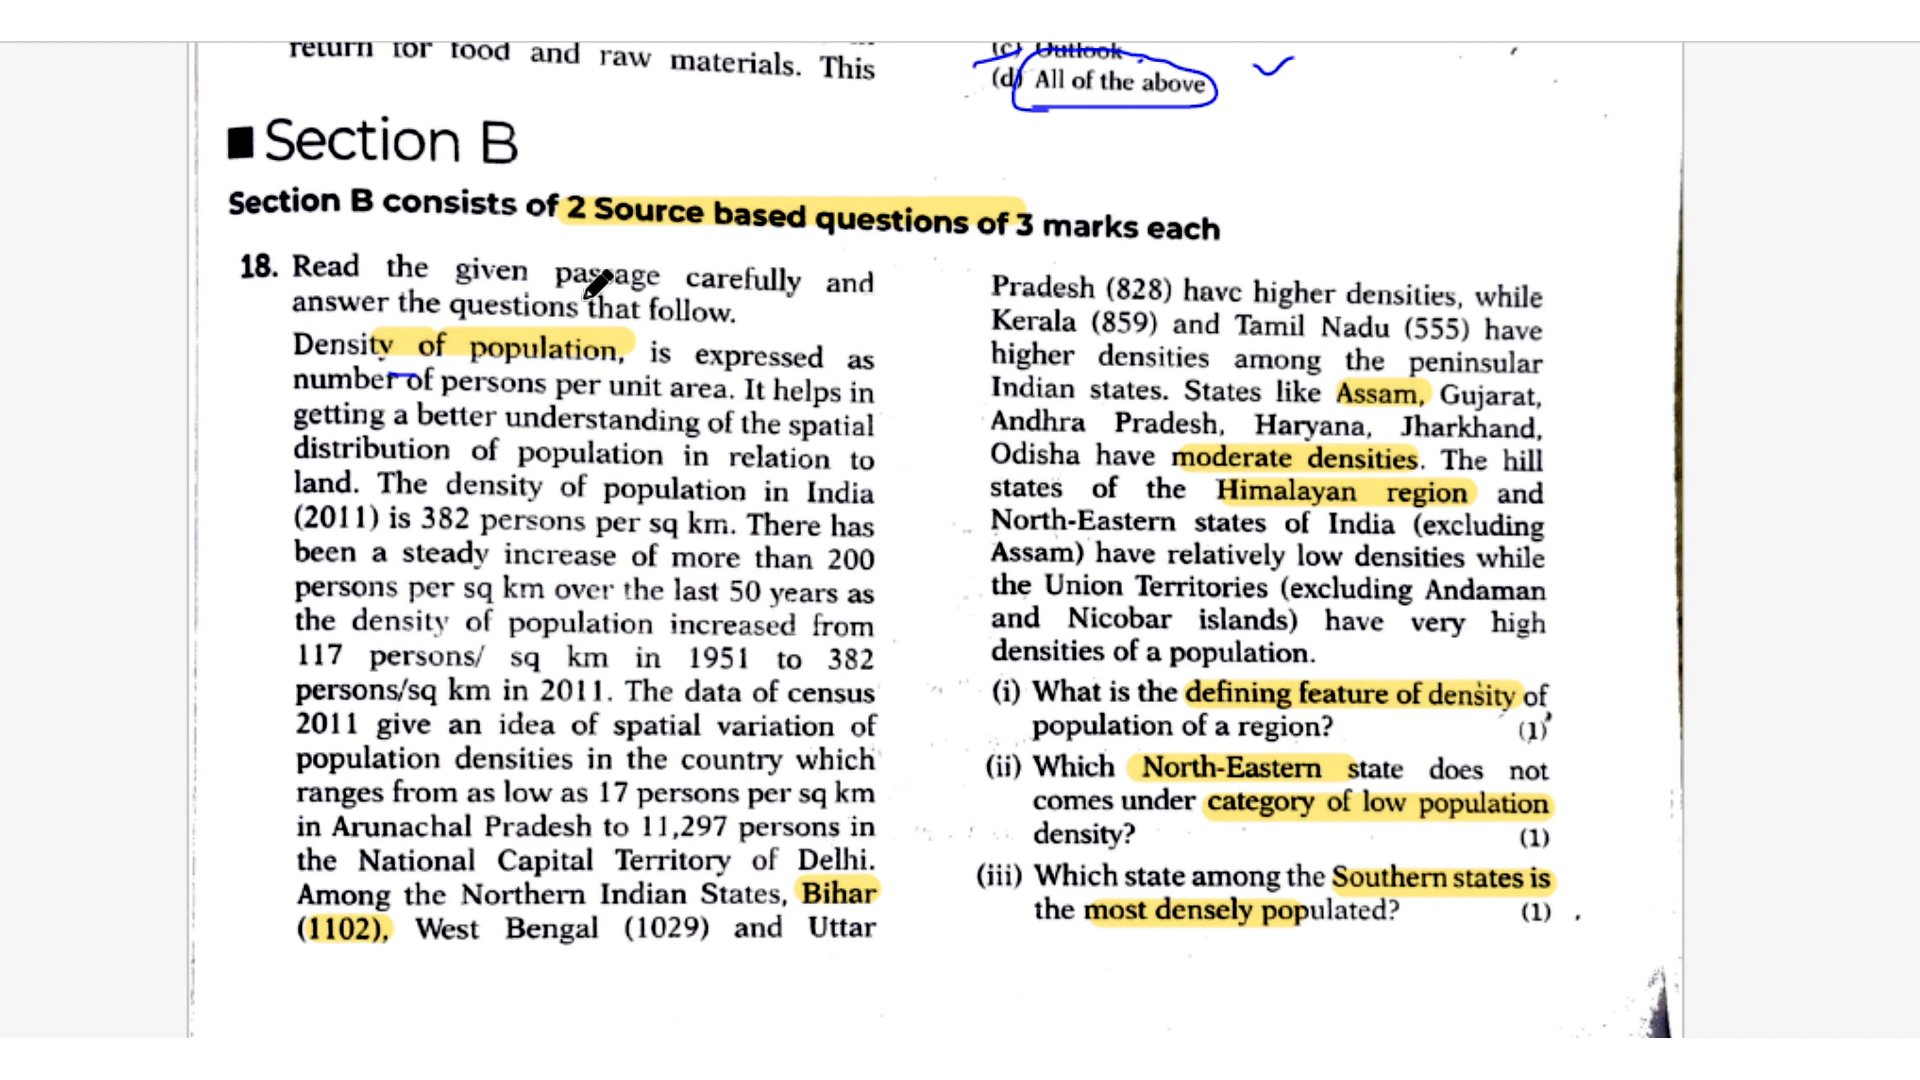 return for food and raw materials. This
(c) Outlook
(d) All of the above
Section B
Section B consists of 2 Source based questions of 3 marks each
18. Read the given passage carefully and
answer the questions that follow.
Density of population, is expressed as
number of persons per unit area. It helps in
getting a better understanding of the spatial
distribution of population in relation to
land. The density of population in India
(2011) is 382 persons per sq km. There has
been a steady increase of more than 200
persons per sq km over the last 50 years as
the density of population increased from
117 persons/ sq km in 1951 to 382
persons/sq km in 2011. The data of census
2011 give an idea of spatial variation of
population densities in the country which
ranges from as low as 17 persons per sq km
in Arunachal Pradesh to 11,297 persons in
the National Capital Territory of Delhi.
Among the Northern Indian States, Bihar
(1102), West Bengal (1029) and Uttar
Pradesh (828) have higher densities, while
Kerala (859) and Tamil Nadu (555) have
higher densities among the peninsular
Indian states. States like Assam, Gujarat,
Andhra Pradesh, Haryana, Jharkhand,
Odisha have moderate densities. The hill
states of the Himalayan region and
North-Eastern states of India (excluding
Assam) have relatively low densities while
the Union Territories (excluding Andaman
and Nicobar islands) have very high
densities of a population.
(i) What is the defining feature of density of
population of a region? (1)
(ii) Which North-Eastern state does not
comes under category of low population
density? (1)
(iii) Which state among the Southern states is
the most densely populated? (1)